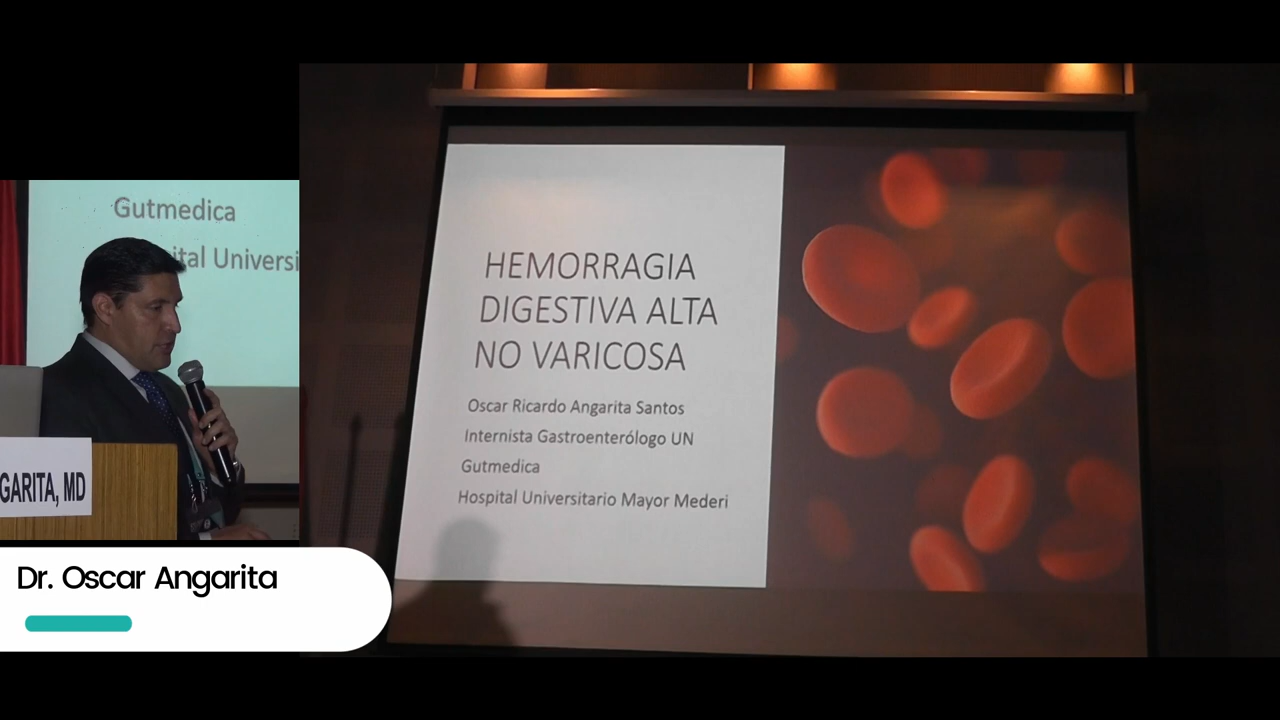 Gutmedica
ital Universi
GARITA, MD
Dr. Oscar Angarita
HEMORRAGIA
DIGESTIVA ALTA
NO VARICOSA
Oscar Ricardo Angarita Santos
Internista Gastroenterólogo UN
Gutmedica
Hospital Universitario Mayor Mederi